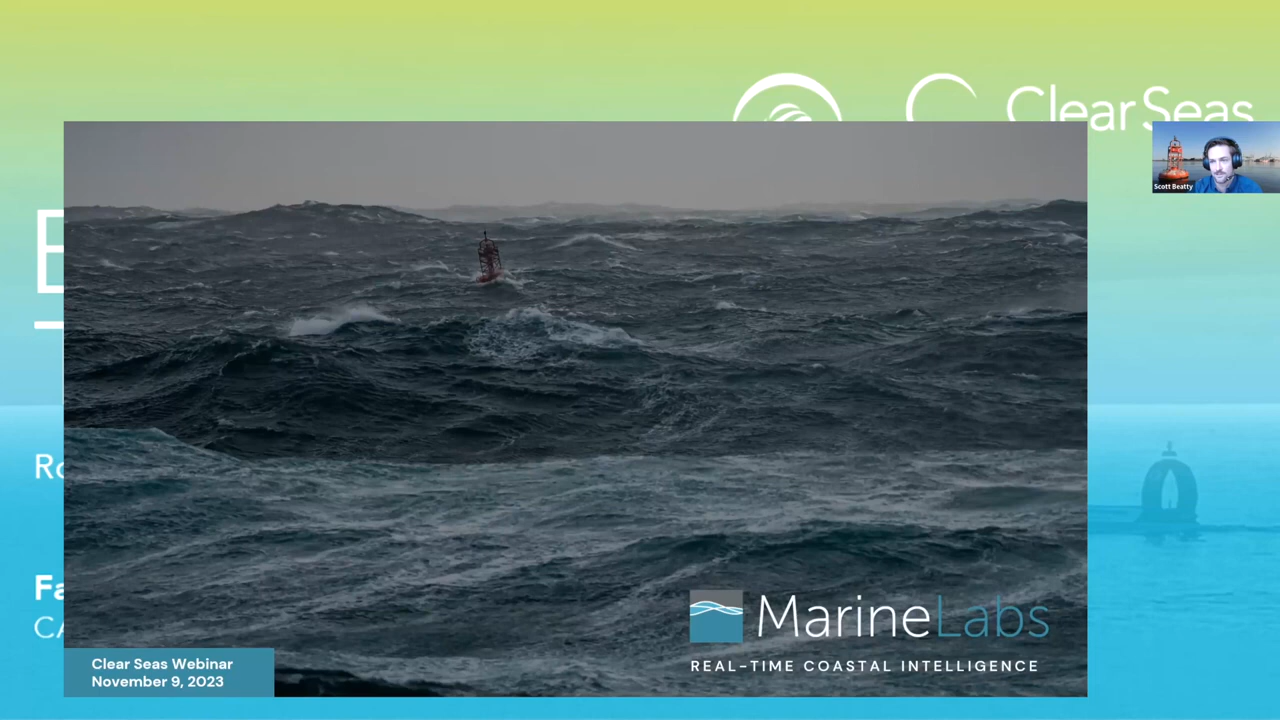 Clear Seas
Scott Beatty
MarineLabs
REAL-TIME COASTAL INTELLIGENCE
Clear Seas Webinar
November 9, 2023